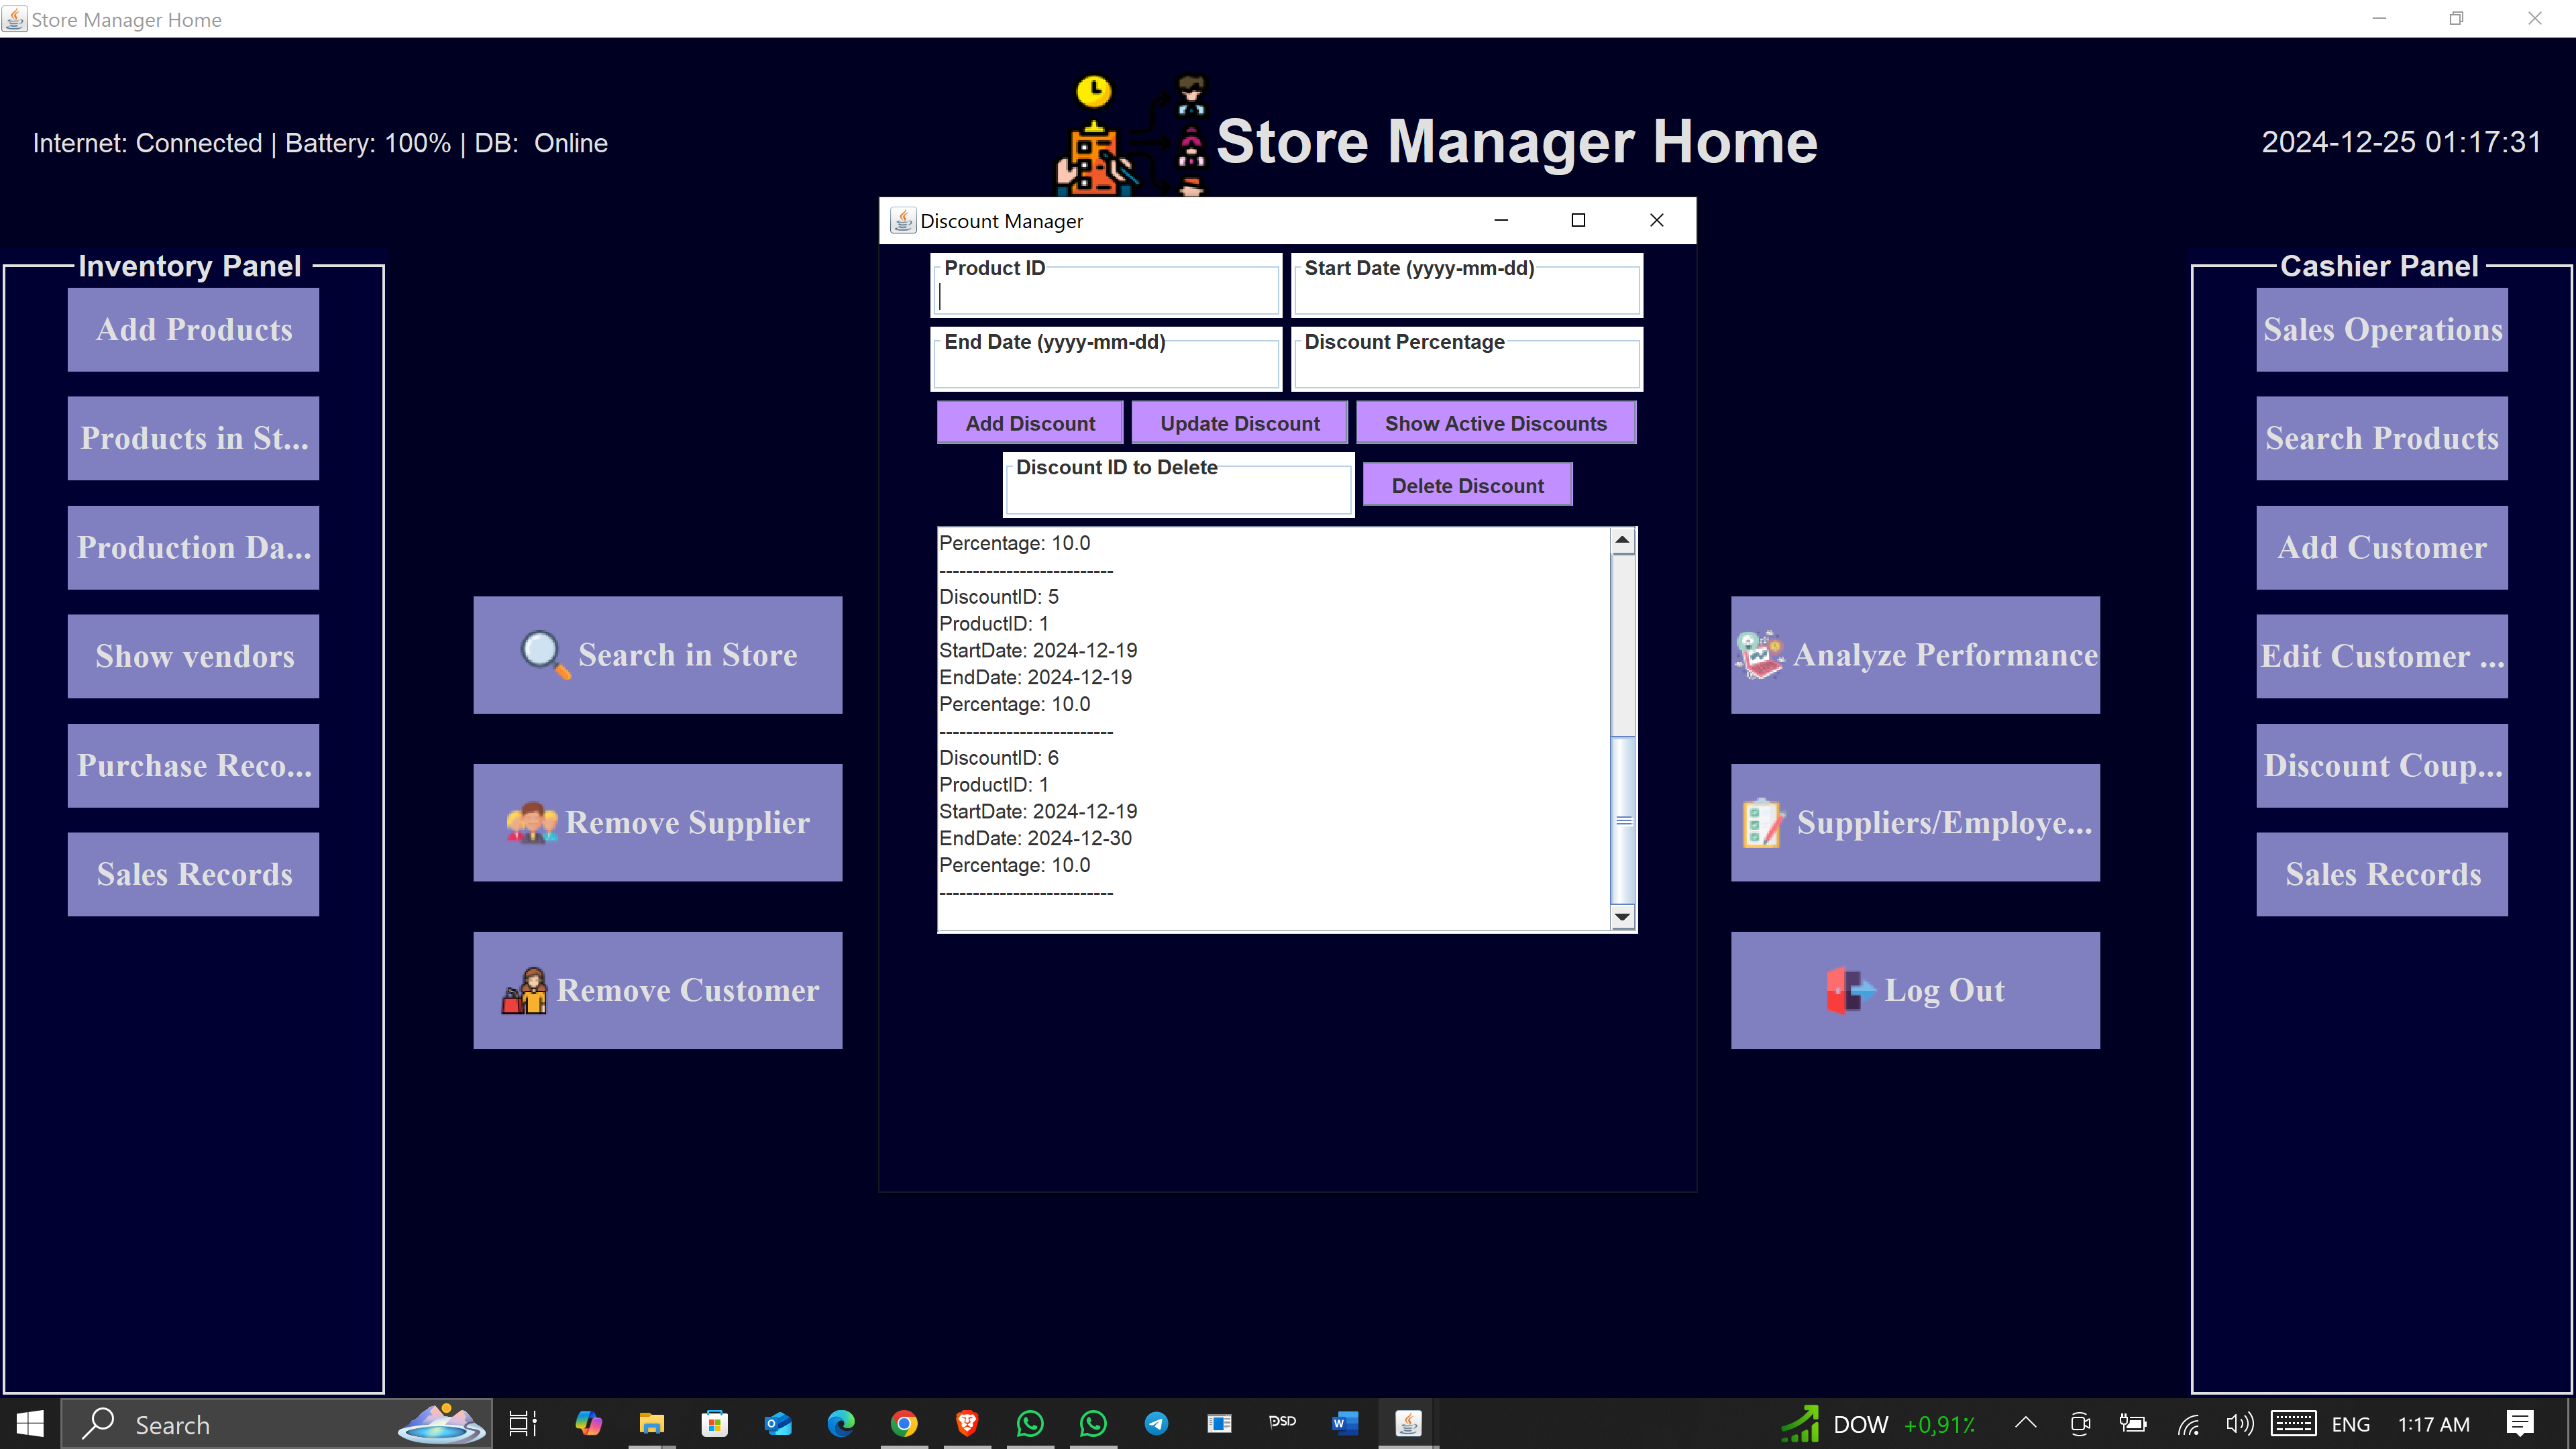 Store Manager Home
Internet: Connected | Battery: 100% | DB:  Online
Store Manager Home
2024-12-25 01:17:31
Inventory Panel
Add Products
Products in St...
Production Da...
Show vendors
Purchase Reco...
Sales Records
Search in Store
Remove Supplier
Remove Customer
Discount Manager
Product ID
Start Date (yyyy-mm-dd)
End Date (yyyy-mm-dd)
Discount Percentage
Add Discount
Update Discount
Show Active Discounts
Discount ID to Delete
Delete Discount
Percentage: 10.0
--------------------------
DiscountID: 5
ProductID: 1
StartDate: 2024-12-19
EndDate: 2024-12-19
Percentage: 10.0
--------------------------
DiscountID: 6
ProductID: 1
StartDate: 2024-12-19
EndDate: 2024-12-30
Percentage: 10.0
--------------------------
Analyze Performance
Suppliers/Employe...
Log Out
Cashier Panel
Sales Operations
Search Products
Add Customer
Edit Customer ...
Discount Coup...
Sales Records
Search
PSD
DOW +0,91%
ENG
1:17 AM